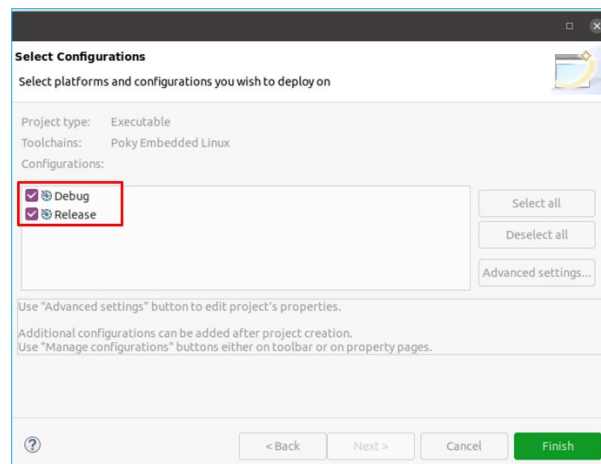 Select Configurations
Select platforms and configurations you wish to deploy on
Project type: Executable
Toolchains: Poky Embedded Linux
Configurations:
Debug
Release
Select all
Deselect all
Advanced settings...
Use "Advanced settings" button to edit project's properties.
Additional configurations can be added after project creation.
Use "Manage configurations" buttons either on toolbar or on property pages.
?
< Back
Next >
Cancel
Finish